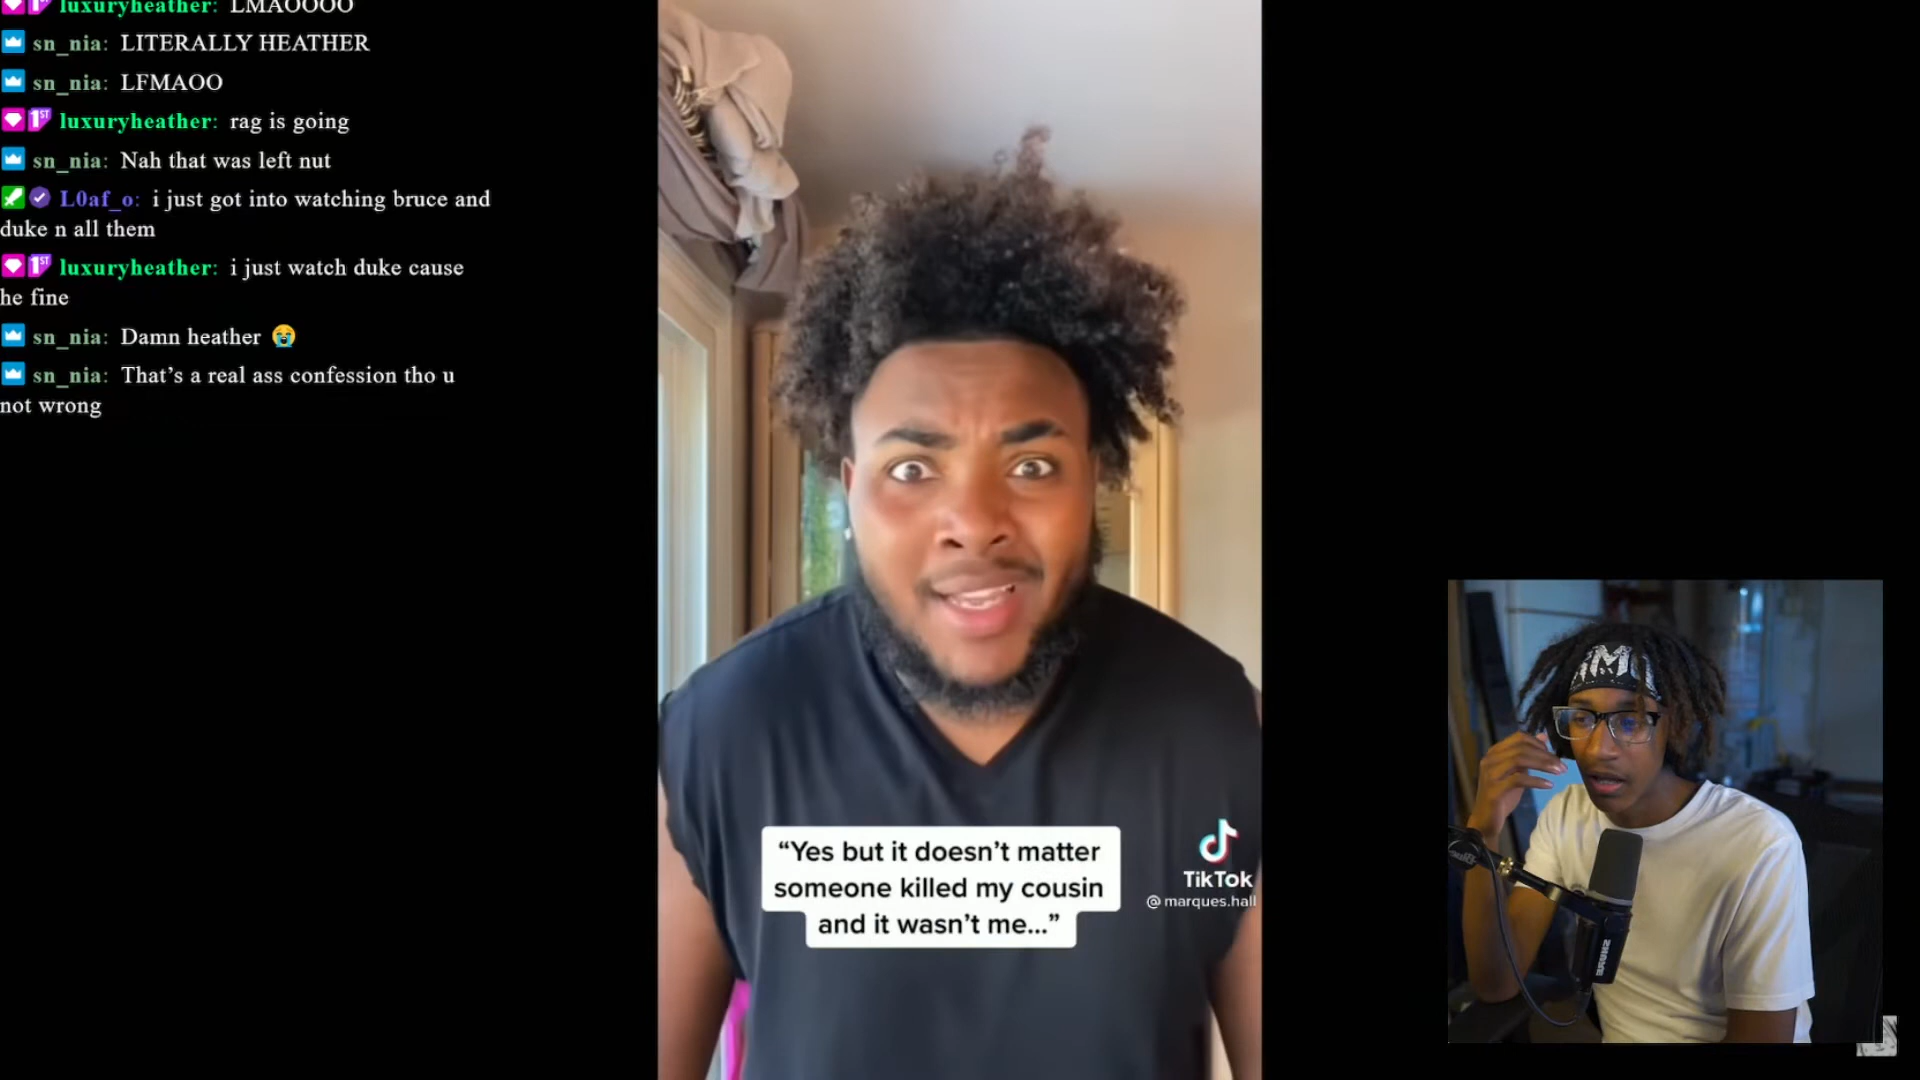 luxuryheather: LMAOOOO
sn_nia: LITERALLY HEATHER
sn_nia: LFMAOO
luxuryheather: rag is going
sn_nia: Nah that was left nut
L0af_o: i just got into watching bruce and
duke n all them
luxuryheather: i just watch duke cause
he fine
sn_nia: Damn heather 😭
sn_nia: That’s a real ass confession tho u
not wrong
“Yes but it doesn’t matter
someone killed my cousin
and it wasn’t me...”
TikTok
@marques.hall
SHURE